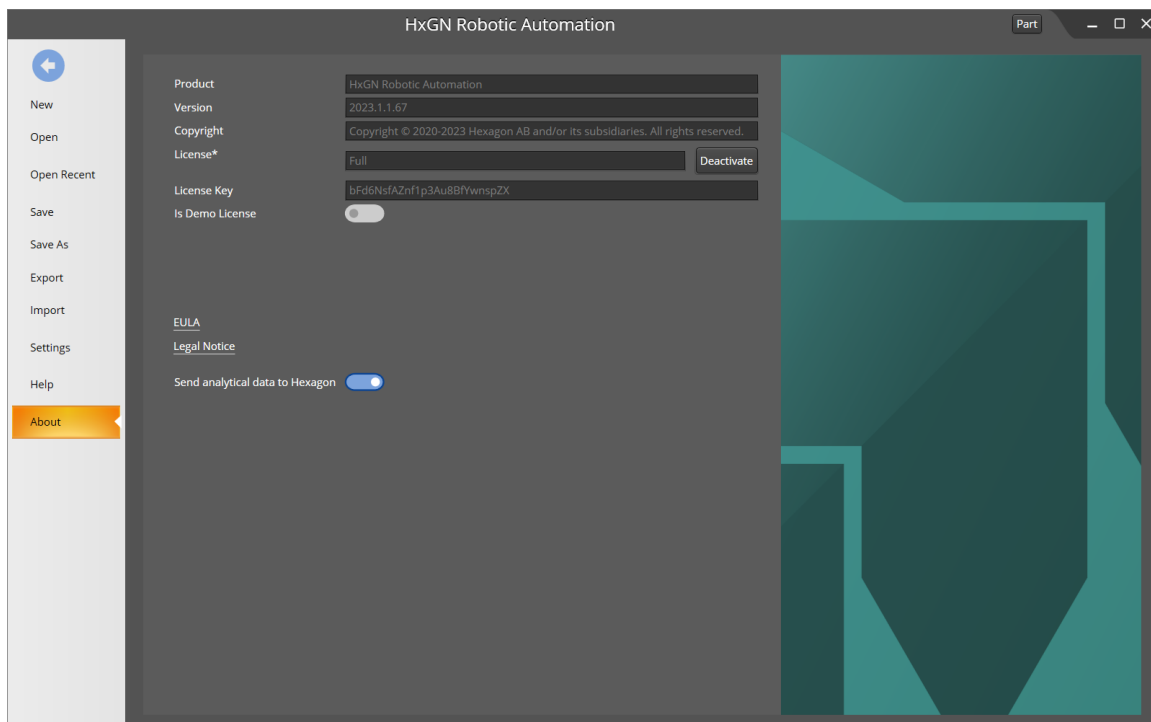 HxGN Robotic Automation
Part
New
Open
Open Recent
Save
Save As
Export
Import
Settings
Help
About
Product HxGN Robotic Automation
Version 2023.1.1.67
Copyright Copyright © 2020-2023 Hexagon AB and/or its subsidiaries. All rights reserved.
License* Full Deactivate
License Key bFd6NsfAZnf1p3Au8BfYwnspZX
Is Demo License
EULA
Legal Notice
Send analytical data to Hexagon